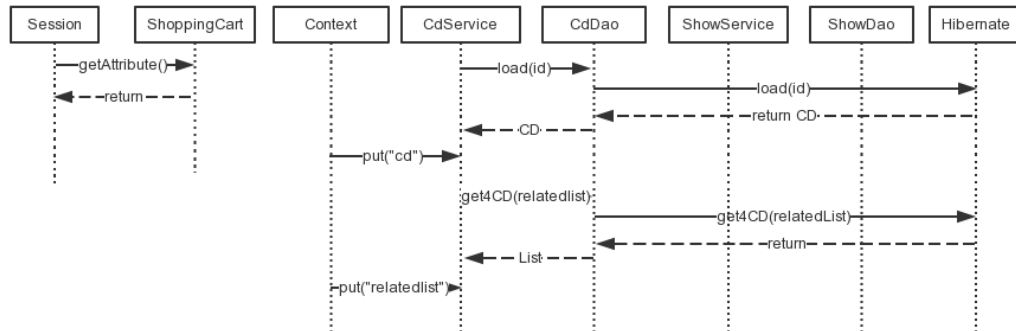 Session ShoppingCart Context CdService CdDao ShowService ShowDao Hibernate
getAttribute() load(id)
load(id)
return
return CD
CD
put("cd")
get4CD(relatedlist)
get4CD(relatedList)
return
List
put("relatedlist")